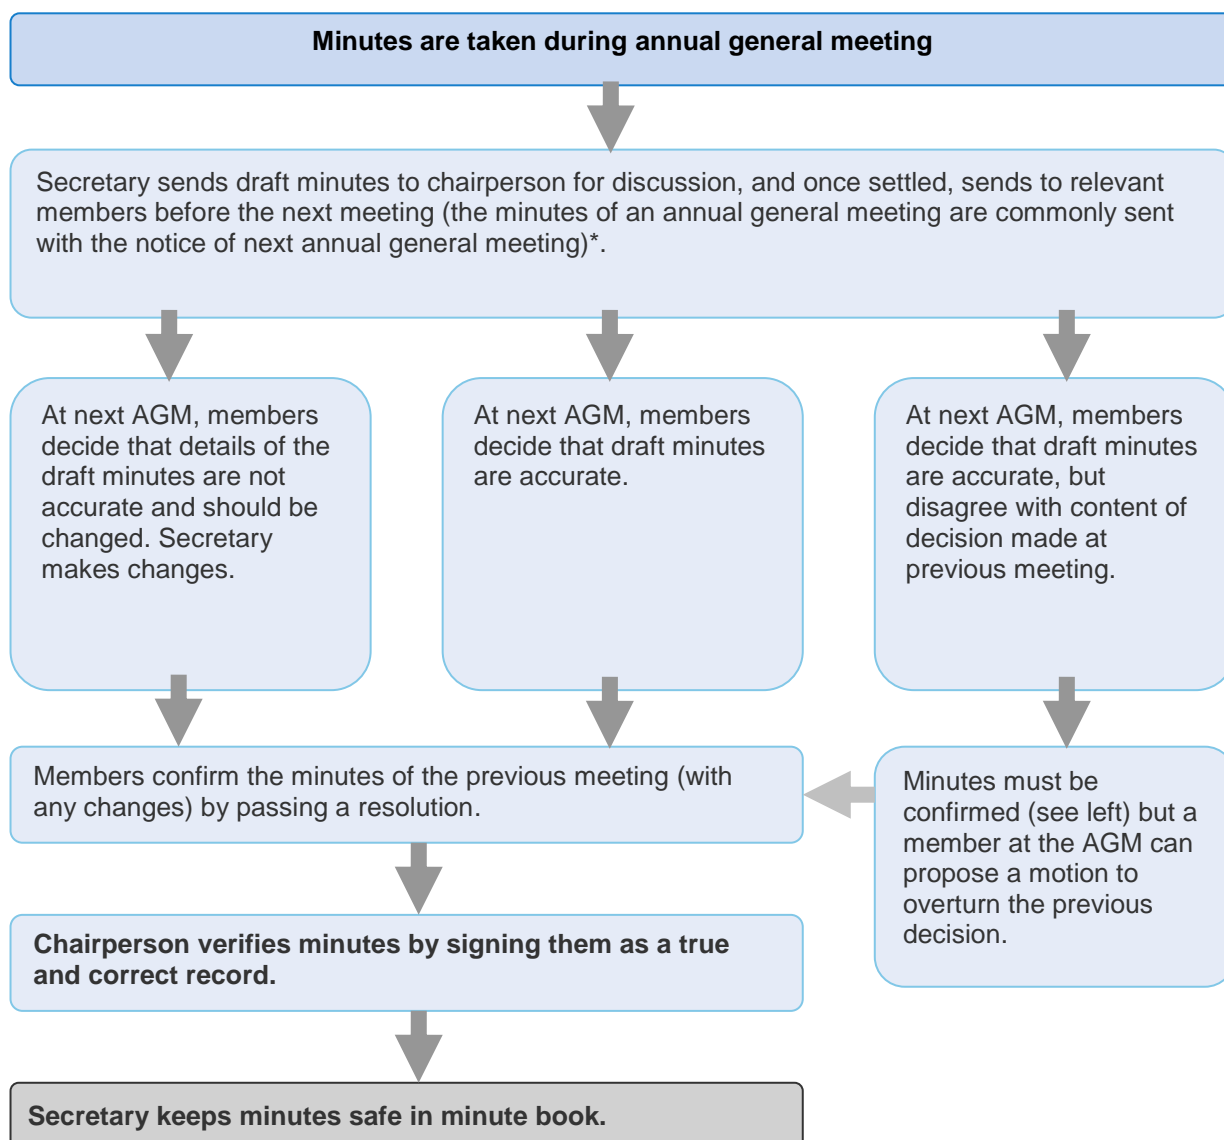 Minutes are taken during annual general meeting
Secretary sends draft minutes to chairperson for discussion, and once settled, sends to relevant
members before the next meeting (the minutes of an annual general meeting are commonly sent
with the notice of next annual general meeting)*.
At next AGM, members
decide that details of the
draft minutes are not
accurate and should be
changed. Secretary
makes changes.
At next AGM, members
decide that draft minutes
are accurate.
At next AGM, members
decide that draft minutes
are accurate, but
disagree with content of
decision made at
previous meeting.
Members confirm the minutes of the previous meeting (with
any changes) by passing a resolution.
Minutes must be
confirmed (see left) but a
member at the AGM can
propose a motion to
overturn the previous
decision.
Chairperson verifies minutes by signing them as a true
and correct record.
Secretary keeps minutes safe in minute book.